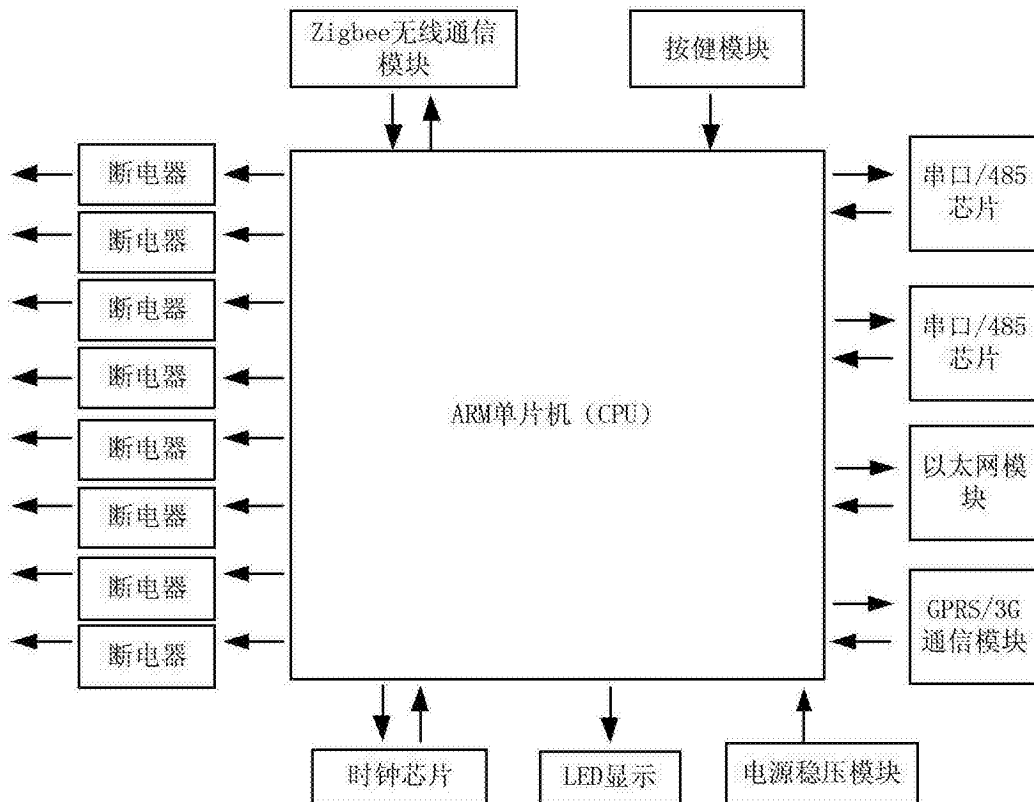 Zigbee无线通信
模块
按健模块
断电器
断电器
断电器
断电器
断电器
断电器
断电器
断电器
ARM单片机（CPU）
串口/485
芯片
串口/485
芯片
以太网模
块
GPRS/3G
通信模块
时钟芯片
LED显示
电源稳压模块